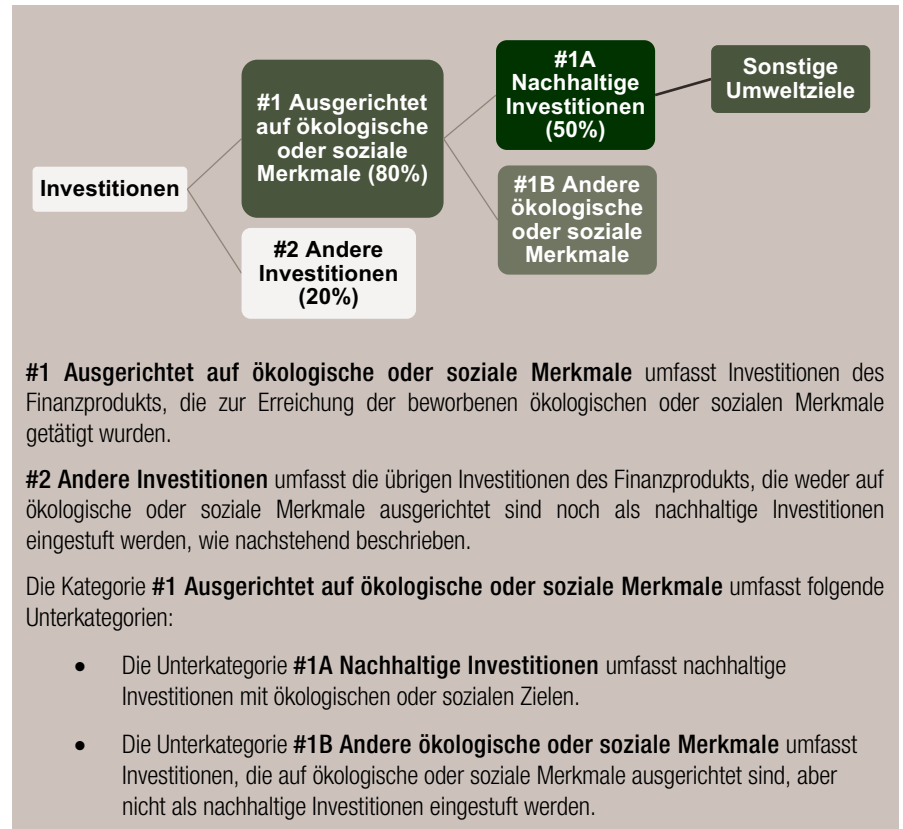 Investitionen
#1 Ausgerichtet
auf ökologische
oder soziale
Merkmale (80%)
#2 Andere
Investitionen
(20%)
#1A
Nachhaltige
Investitionen
(50%)
#1B Andere
ökologische
oder soziale
Merkmale
Sonstige
Umweltziele
#1 Ausgerichtet auf ökologische oder soziale Merkmale umfasst Investitionen des
Finanzprodukts, die zur Erreichung der beworbenen ökologischen oder sozialen Merkmale
getätigt wurden.
#2 Andere Investitionen umfasst die übrigen Investitionen des Finanzprodukts, die weder auf
ökologische oder soziale Merkmale ausgerichtet sind noch als nachhaltige Investitionen
eingestuft werden, wie nachstehend beschrieben.
Die Kategorie #1 Ausgerichtet auf ökologische oder soziale Merkmale umfasst folgende
Unterkategorien:
• Die Unterkategorie #1A Nachhaltige Investitionen umfasst nachhaltige
Investitionen mit ökologischen oder sozialen Zielen.
• Die Unterkategorie #1B Andere ökologische oder soziale Merkmale umfasst
Investitionen, die auf ökologische oder soziale Merkmale ausgerichtet sind, aber
nicht als nachhaltige Investitionen eingestuft werden.